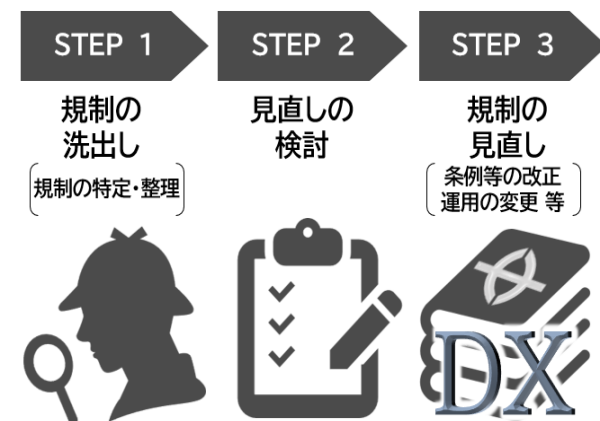 STEP 1
STEP 2
STEP 3
規制の
洗出し
規制の特定・整理
見直しの
検討
規制の
見直し
条例等の改正
運用の変更 等
DX